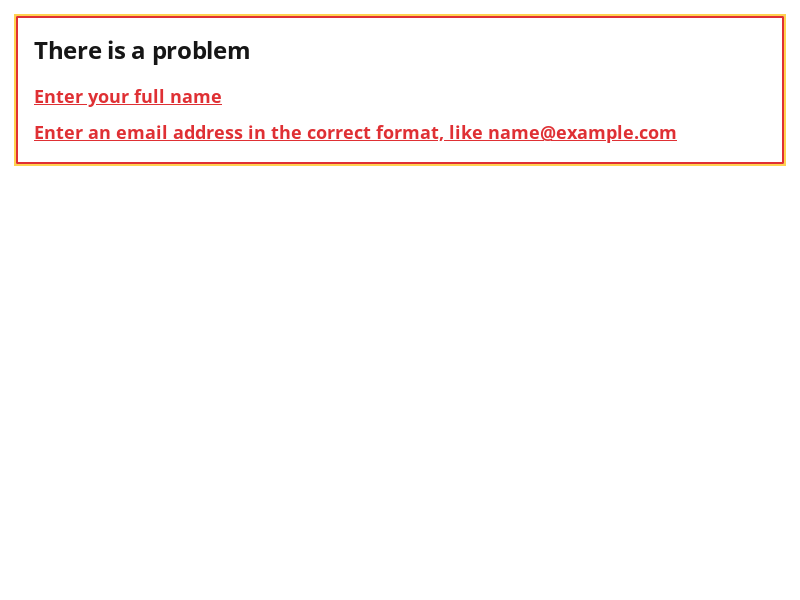 There is a problem
Enter your full name
Enter an email address in the correct format, like name@example.com